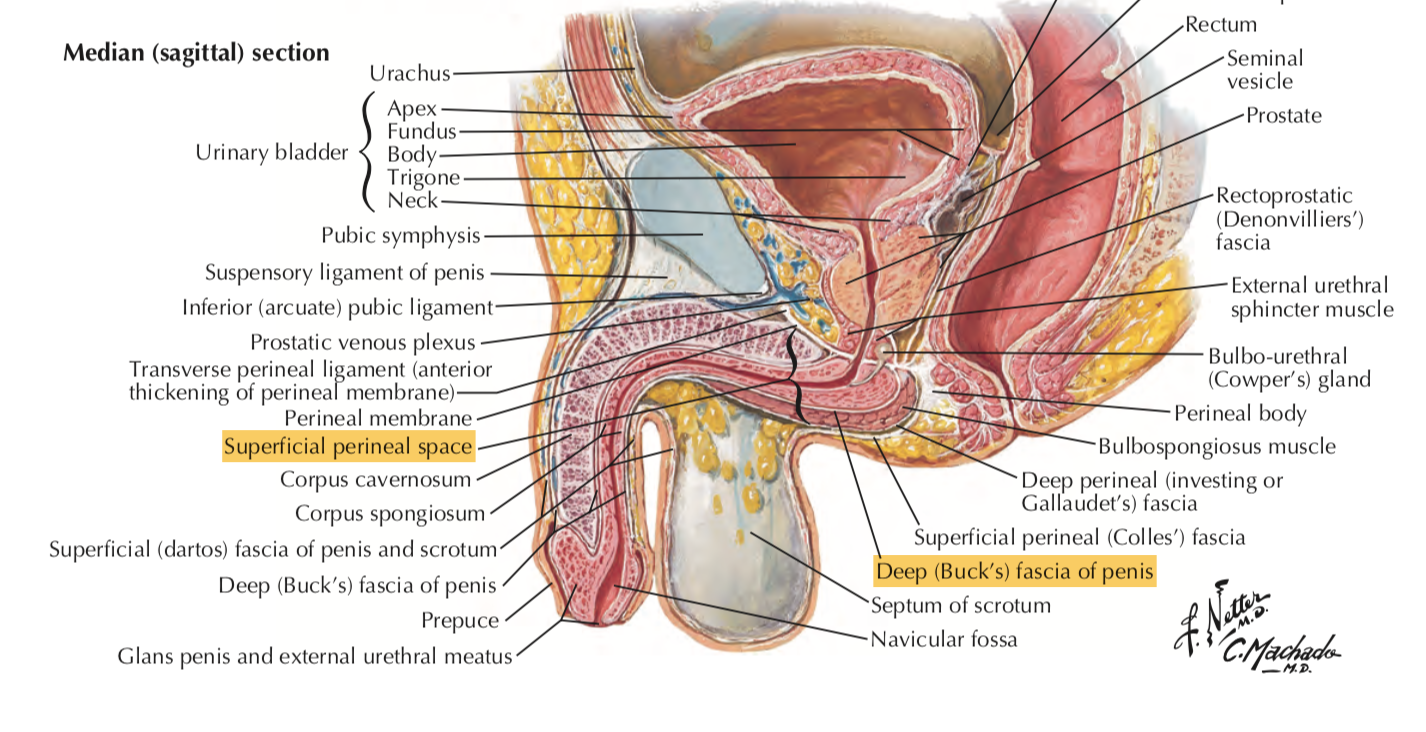 Median (sagittal) section
Urachus
Urinary bladder
Apex
Fundus
Body
Trigone
Neck
Pubic symphysis
Suspensory ligament of penis
Inferior (arcuate) pubic ligament
Prostatic venous plexus
Transverse perineal ligament (anterior
thickening of perineal membrane)
Perineal membrane
Superficial perineal space
Corpus cavernosum
Corpus spongiosum
Superficial (dartos) fascia of penis and scrotum
Deep (Buck's) fascia of penis
Prepuce
Glans penis and external urethral meatus
Rectum
Seminal
vesicle
Prostate
Rectoprostatic
(Denonvilliers')
fascia
External urethral
sphincter muscle
Bulbo-urethral
(Cowper's) gland
Perineal body
Bulbospongiosus muscle
Deep perineal (investing or
Gallaudet's) fascia
Superficial perineal (Colles') fascia
Deep (Buck's) fascia of penis
Septum of scrotum
Navicular fossa
F. Netter
M.D.
C. Machado
M.D.